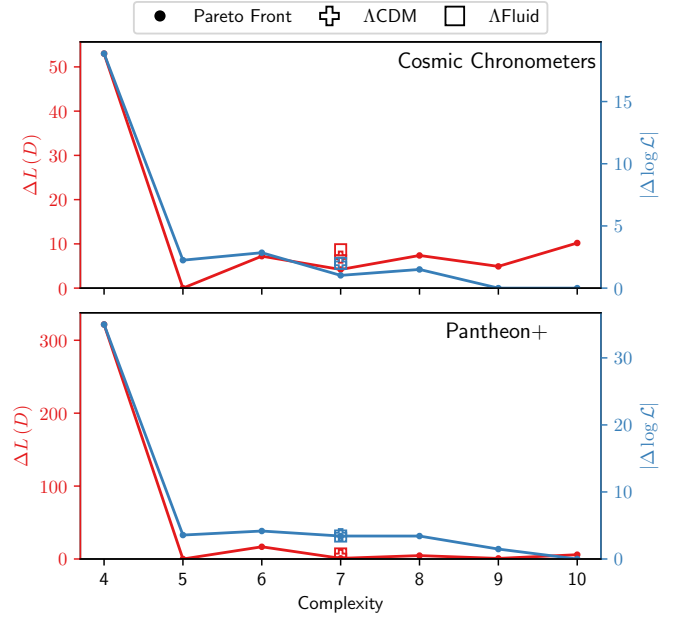 Pareto Front ΛCDM ΛFluid
Cosmic Chronometers
50
40
30
20
10
0
ΔL(D)
15
10
5
0
|Δ log ℒ|
Pantheon+
300
200
100
0
ΔL(D)
30
20
10
0
|Δ log ℒ|
4 5 6 7 8 9 10
Complexity